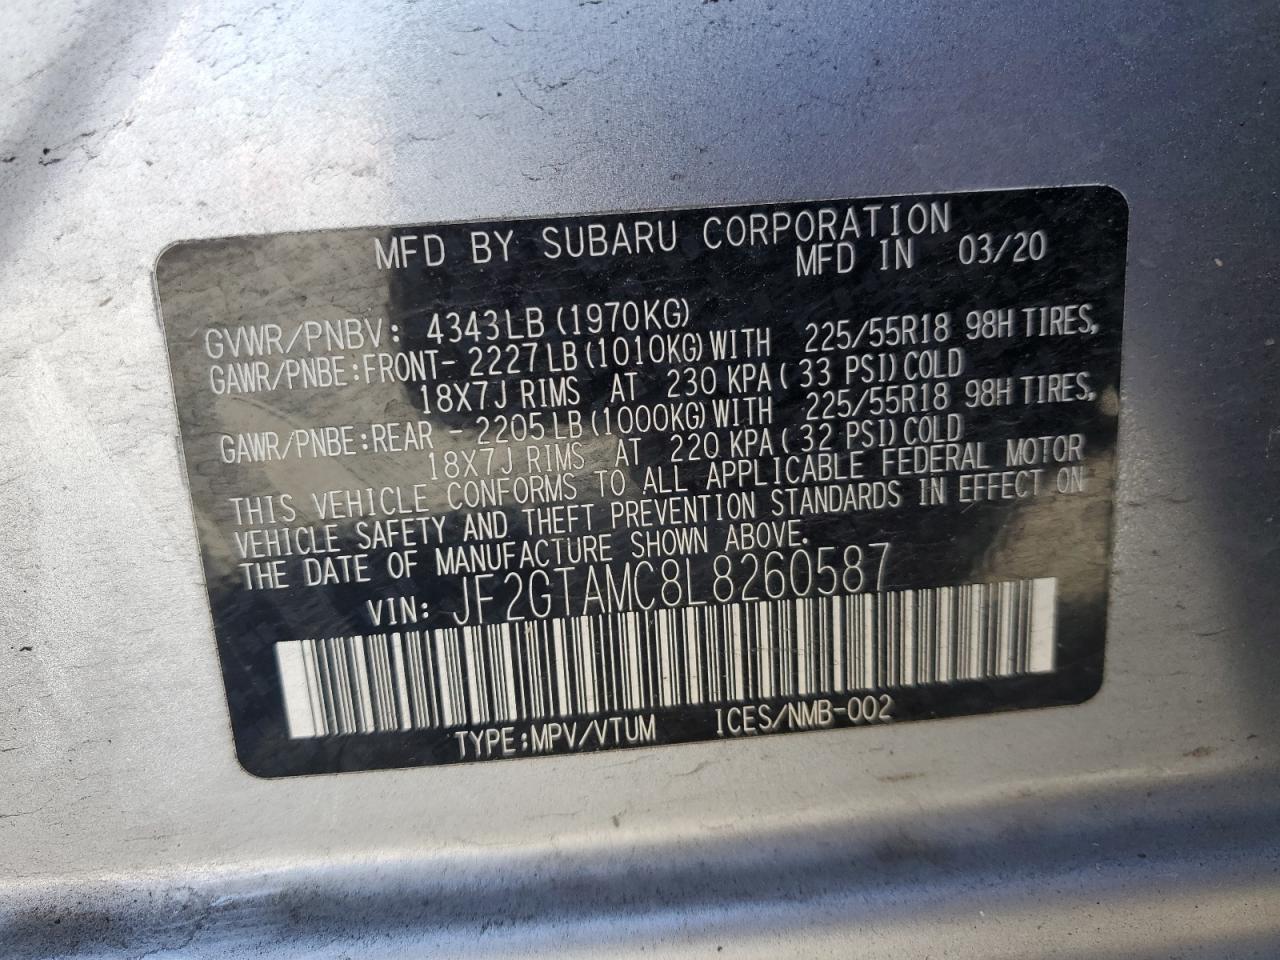 MFD BY SUBARU CORPORATION
MFD IN 03/20
GVWR/PNBV: 4343LB(1970KG)
GAWR/PNBE:FRONT- 2227LB(1010KG)WITH 225/55R18 98H TIRES,
18X7J RIMS AT 230 KPA( 33 PSI)COLD
GAWR/PNBE:REAR - 2205LB(1000KG)WITH 225/55R18 98H TIRES,
18X7J RIMS AT 220 KPA( 32 PSI)COLD
THIS VEHICLE CONFORMS TO ALL APPLICABLE FEDERAL MOTOR
VEHICLE SAFETY AND THEFT PREVENTION STANDARDS IN EFFECT ON
THE DATE OF MANUFACTURE SHOWN ABOVE.
VIN: JF2GTAMC8L8260587
TYPE:MPV/VTUM ICES/NMB-002